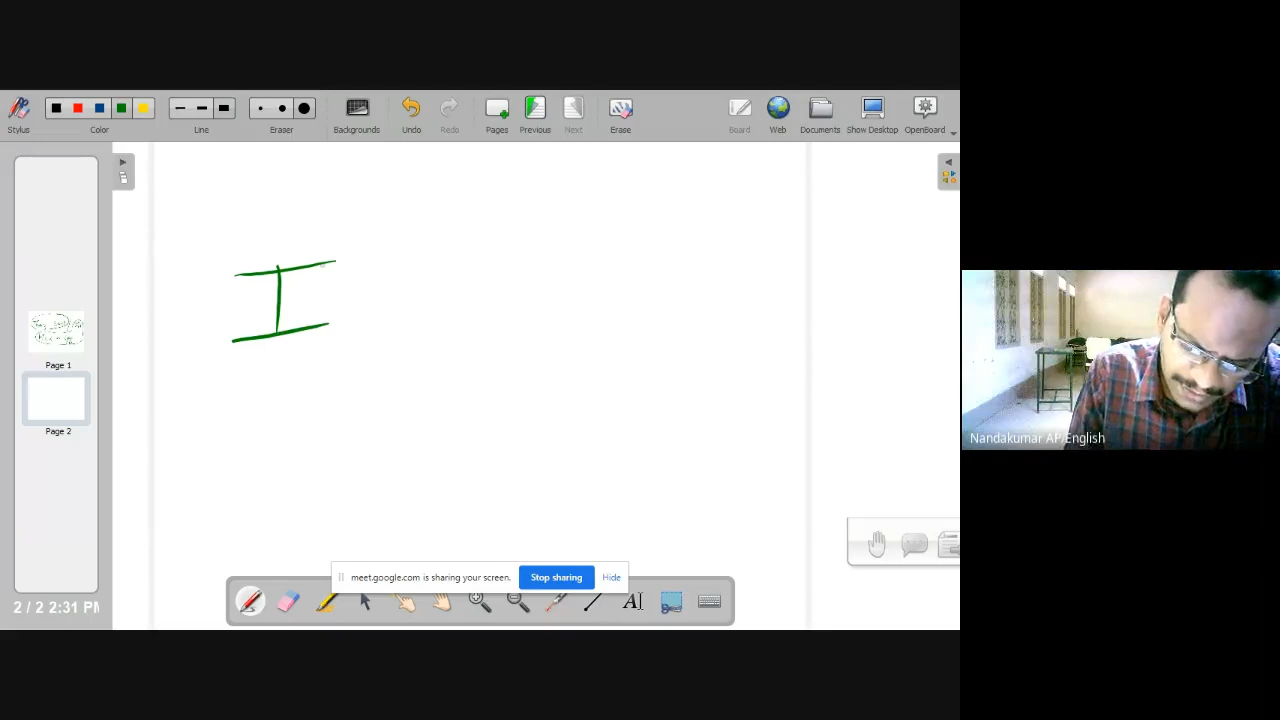 Stylus Color Line Eraser Backgrounds Undo Redo Pages Previous Next Erase Board Web Documents Show Desktop OpenBoard
I
Page 1
Page 2
Nandakumar AP/English
meet.google.com is sharing your screen. Stop sharing Hide
2 / 2 2:31 PM